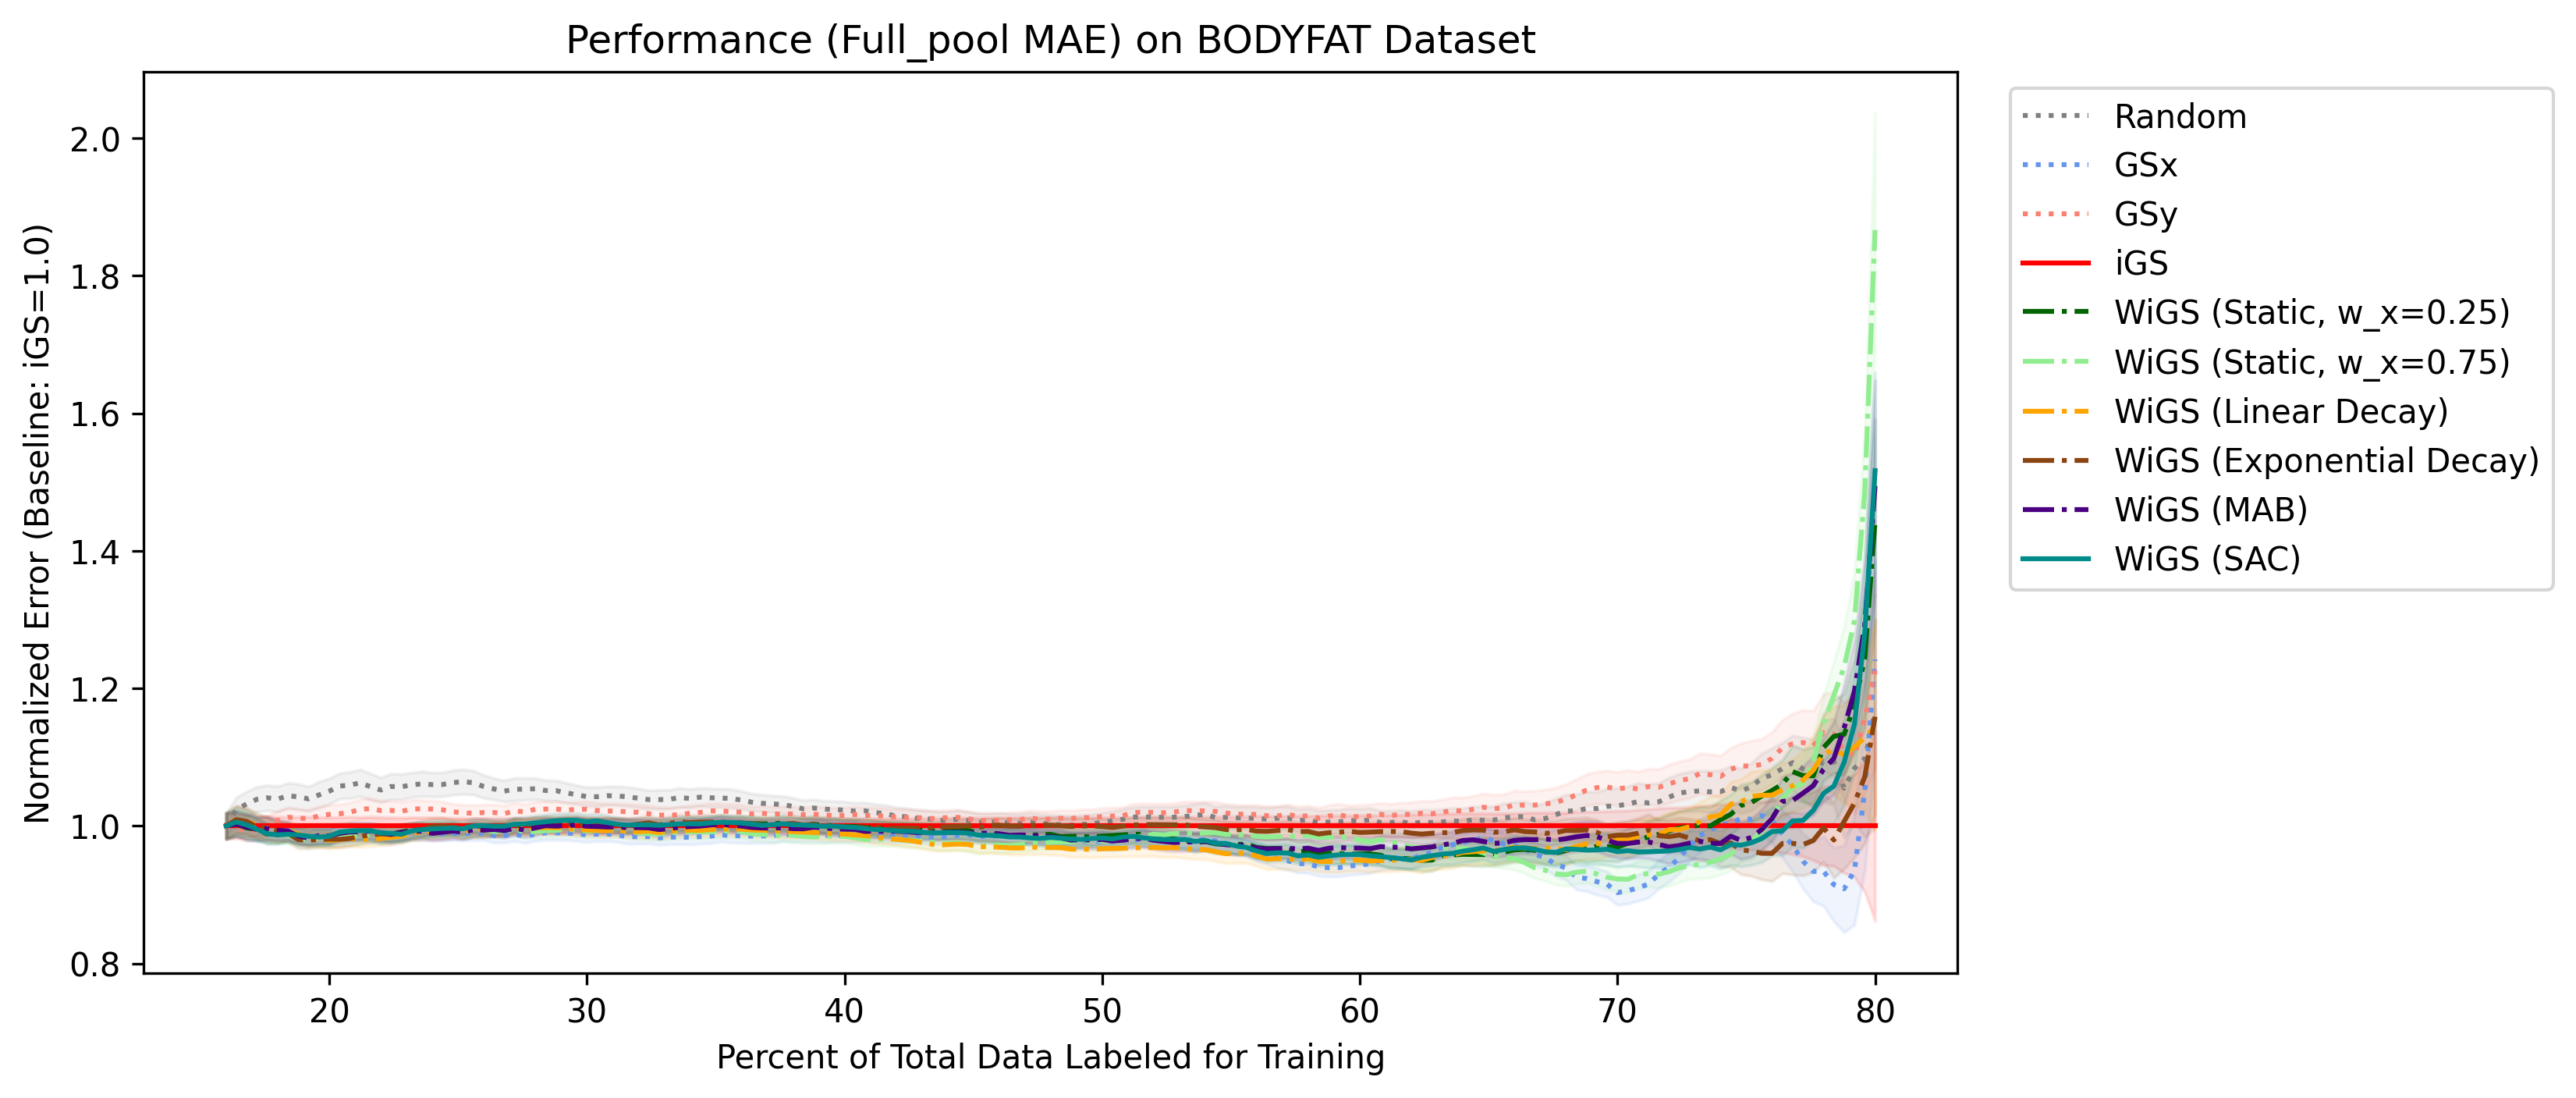 Performance (Full_pool MAE) on BODYFAT Dataset
Normalized Error (Baseline: iGS=1.0)
2.0
1.8
1.6
1.4
1.2
1.0
0.8
20 30 40 50 60 70 80
Percent of Total Data Labeled for Training
Random
GSx
GSy
iGS
WiGS (Static, w_x=0.25)
WiGS (Static, w_x=0.75)
WiGS (Linear Decay)
WiGS (Exponential Decay)
WiGS (MAB)
WiGS (SAC)